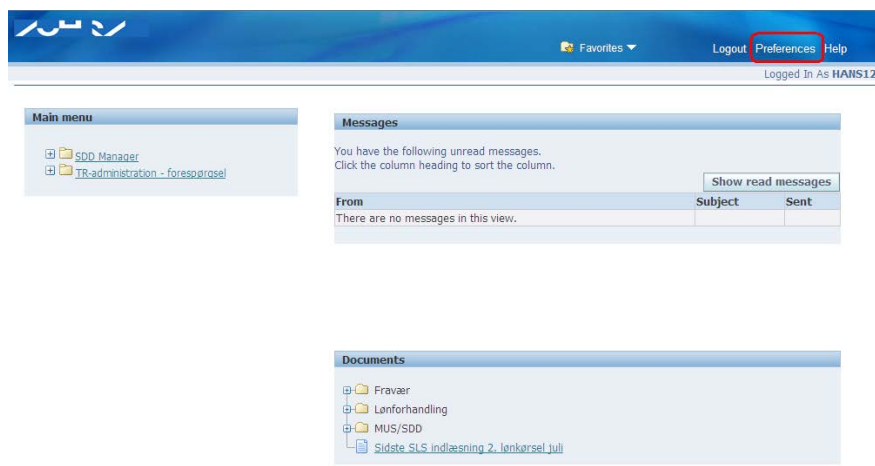 Favorites
Logout Preferences Help
Logged In As HANS12
Main menu
SDD Manager
TR-administration - forespørgsel
Messages
You have the following unread messages.
Click the column heading to sort the column.
Show read messages
From Subject Sent
There are no messages in this view.
Documents
Fravær
Lønforhandling
MUS/SDD
Sidste SLS indlæsning 2. lønkørsel juli